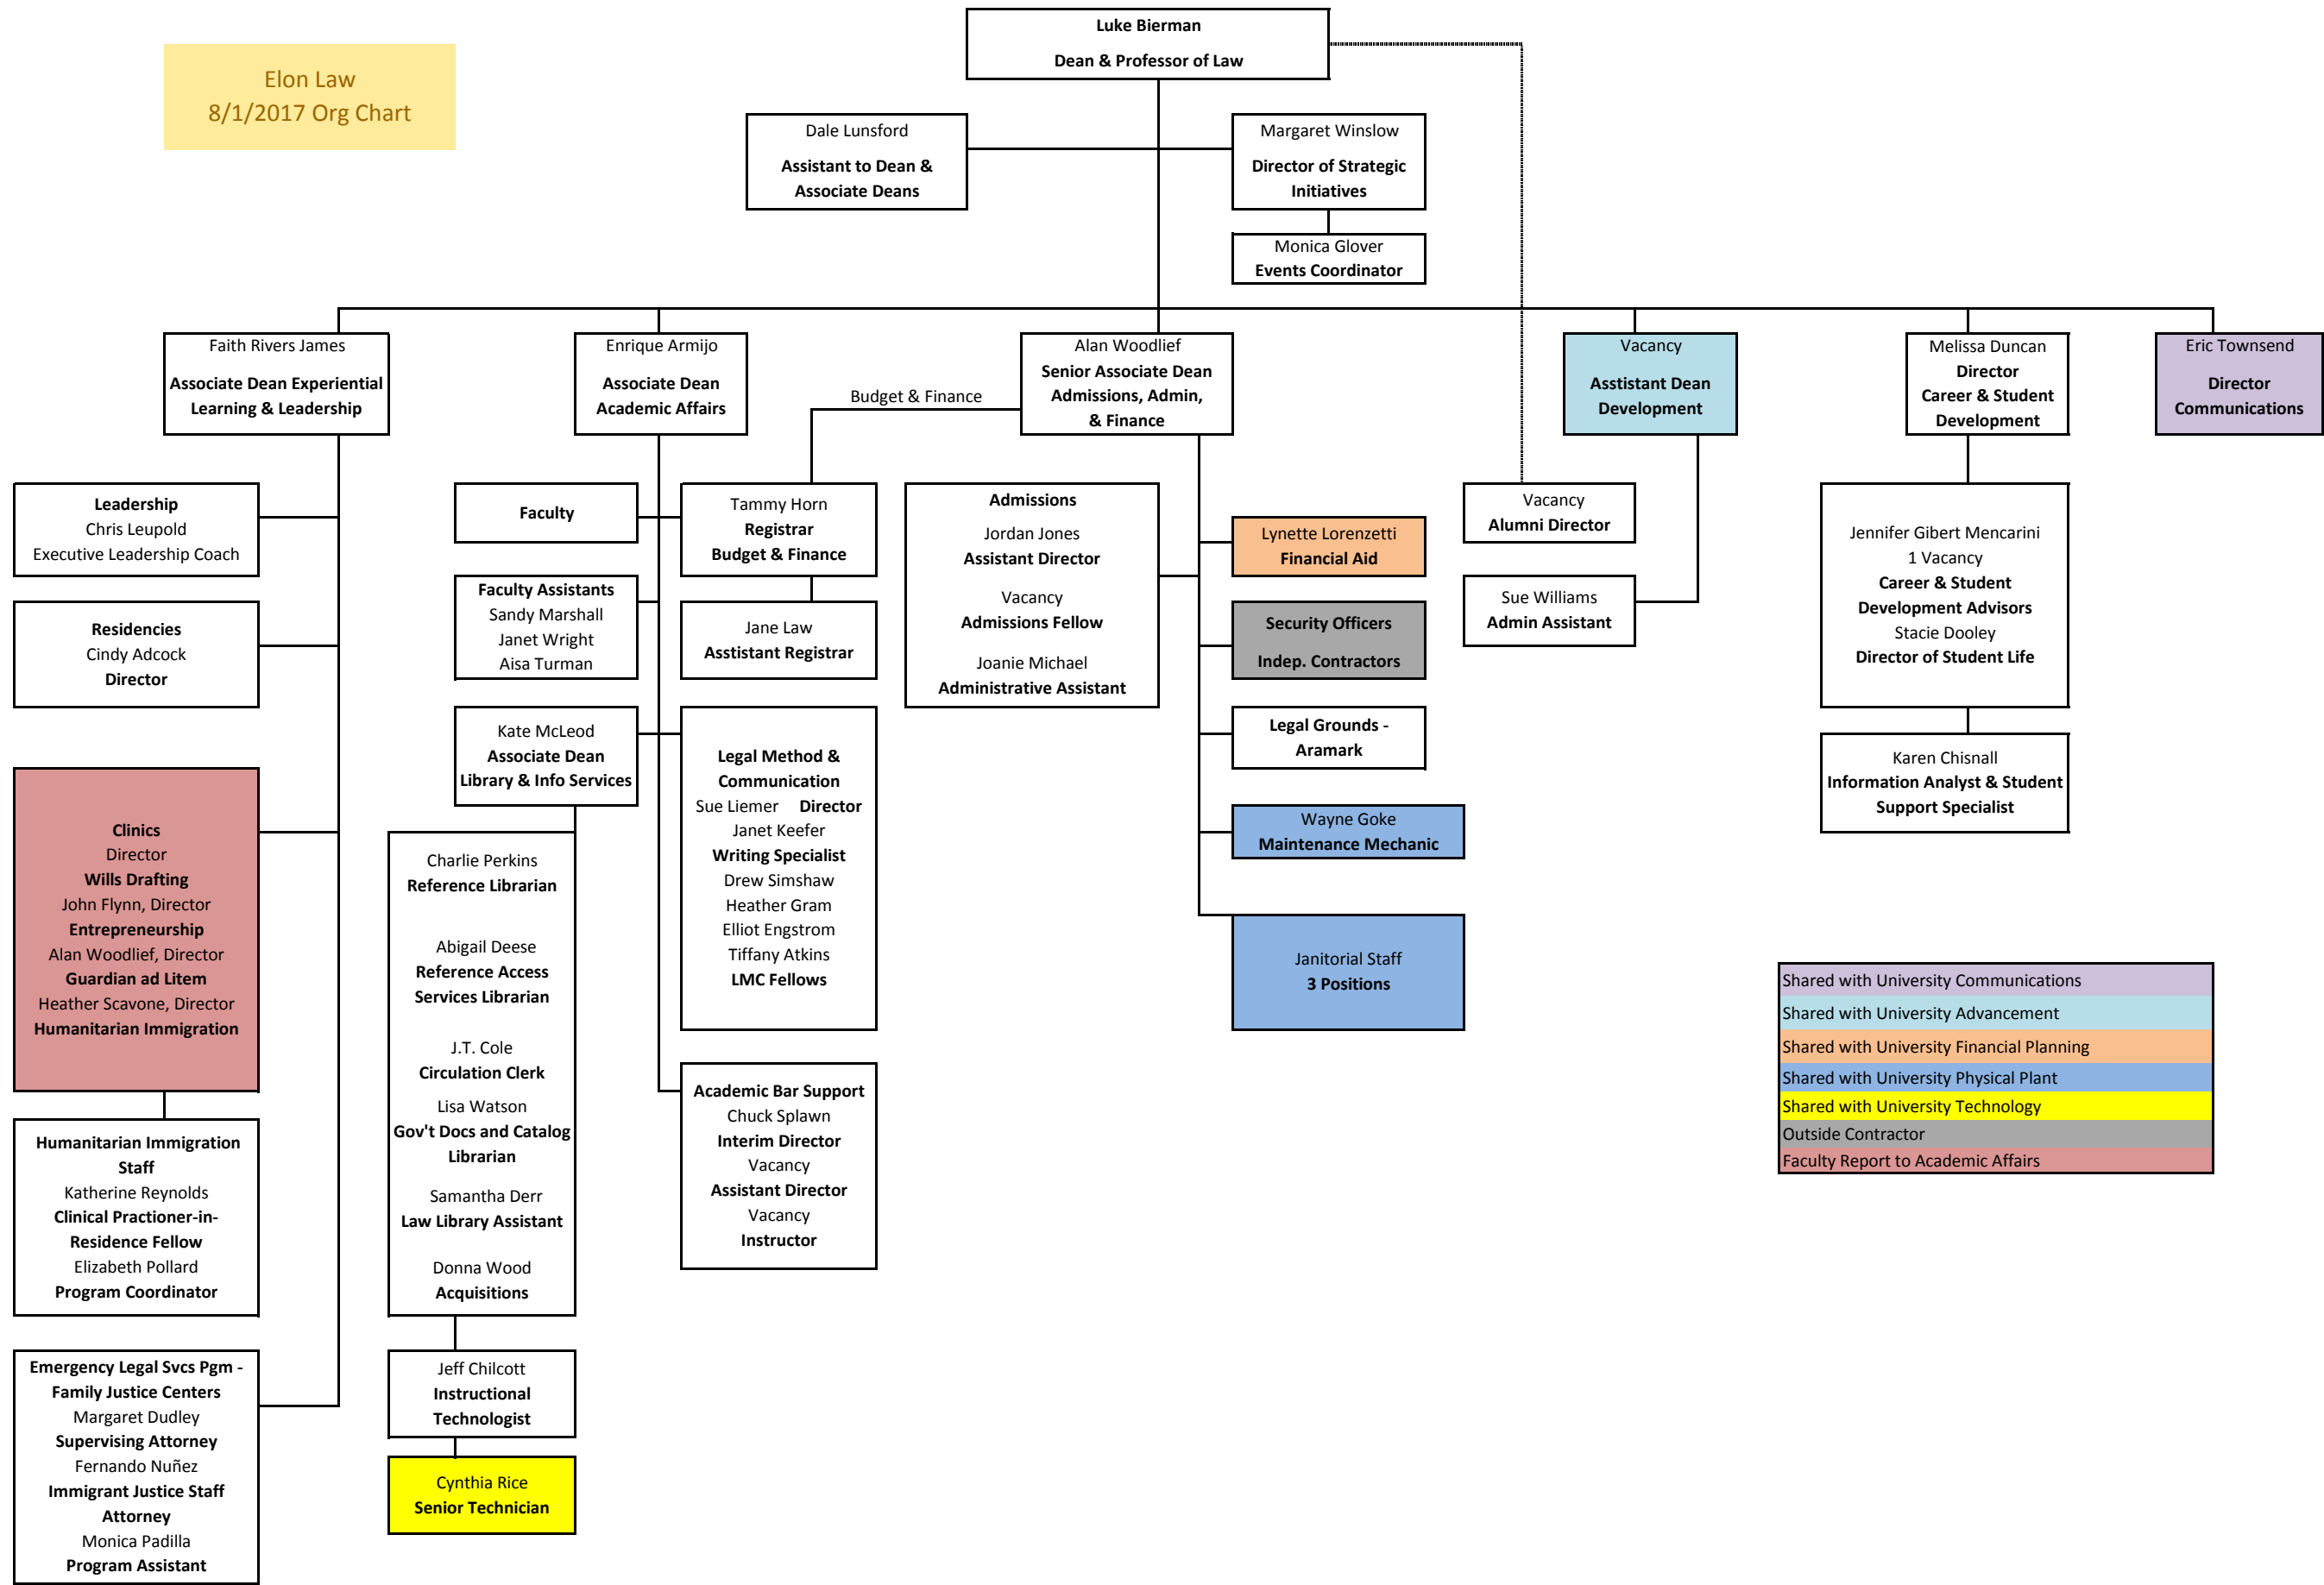 Elon Law
8/1/2017 Org Chart
Luke Bierman
Dean & Professor of Law
Dale Lunsford
Assistant to Dean &
Associate Deans
Margaret Winslow
Director of Strategic
Initiatives
Monica Glover
Events Coordinator
Faith Rivers James
Associate Dean Experiential
Learning & Leadership
Enrique Armijo
Associate Dean
Academic Affairs
Budget & Finance
Alan Woodlief
Senior Associate Dean
Admissions, Admin,
& Finance
Vacancy
Asstistant Dean
Development
Melissa Duncan
Director
Career & Student
Development
Eric Townsend
Director
Communications
Leadership
Chris Leupold
Executive Leadership Coach
Residencies
Cindy Adcock
Director
Clinics
Director
Wills Drafting
John Flynn, Director
Entrepreneurship
Alan Woodlief, Director
Guardian ad Litem
Heather Scavone, Director
Humanitarian Immigration
Humanitarian Immigration
Staff
Katherine Reynolds
Clinical Practioner-in-
Residence Fellow
Elizabeth Pollard
Program Coordinator
Emergency Legal Svcs Pgm -
Family Justice Centers
Margaret Dudley
Supervising Attorney
Fernando Nuñez
Immigrant Justice Staff
Attorney
Monica Padilla
Program Assistant
Faculty
Faculty Assistants
Sandy Marshall
Janet Wright
Aisa Turman
Kate McLeod
Associate Dean
Library & Info Services
Charlie Perkins
Reference Librarian
Abigail Deese
Reference Access
Services Librarian
J.T. Cole
Circulation Clerk
Lisa Watson
Gov't Docs and Catalog
Librarian
Samantha Derr
Law Library Assistant
Donna Wood
Acquisitions
Jeff Chilcott
Instructional
Technologist
Cynthia Rice
Senior Technician
Tammy Horn
Registrar
Budget & Finance
Jane Law
Asstistant Registrar
Legal Method &
Communication
Sue Liemer Director
Janet Keefer
Writing Specialist
Drew Simshaw
Heather Gram
Elliot Engstrom
Tiffany Atkins
LMC Fellows
Academic Bar Support
Chuck Splawn
Interim Director
Vacancy
Assistant Director
Vacancy
Instructor
Admissions
Jordan Jones
Assistant Director
Vacancy
Admissions Fellow
Joanie Michael
Administrative Assistant
Lynette Lorenzetti
Financial Aid
Security Officers
Indep. Contractors
Legal Grounds -
Aramark
Wayne Goke
Maintenance Mechanic
Janitorial Staff
3 Positions
Vacancy
Alumni Director
Sue Williams
Admin Assistant
Jennifer Gibert Mencarini
1 Vacancy
Career & Student
Development Advisors
Stacie Dooley
Director of Student Life
Karen Chisnall
Information Analyst & Student
Support Specialist
Shared with University Communications
Shared with University Advancement
Shared with University Financial Planning
Shared with University Physical Plant
Shared with University Technology
Outside Contractor
Faculty Report to Academic Affairs